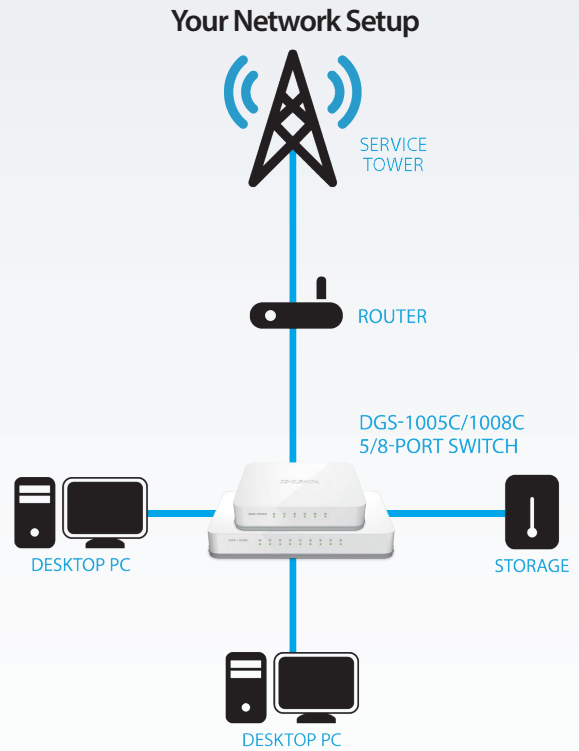 Your Network Setup
SERVICE
TOWER
ROUTER
DGS-1005C/1008C
5/8-PORT SWITCH
DESKTOP PC
STORAGE
DESKTOP PC